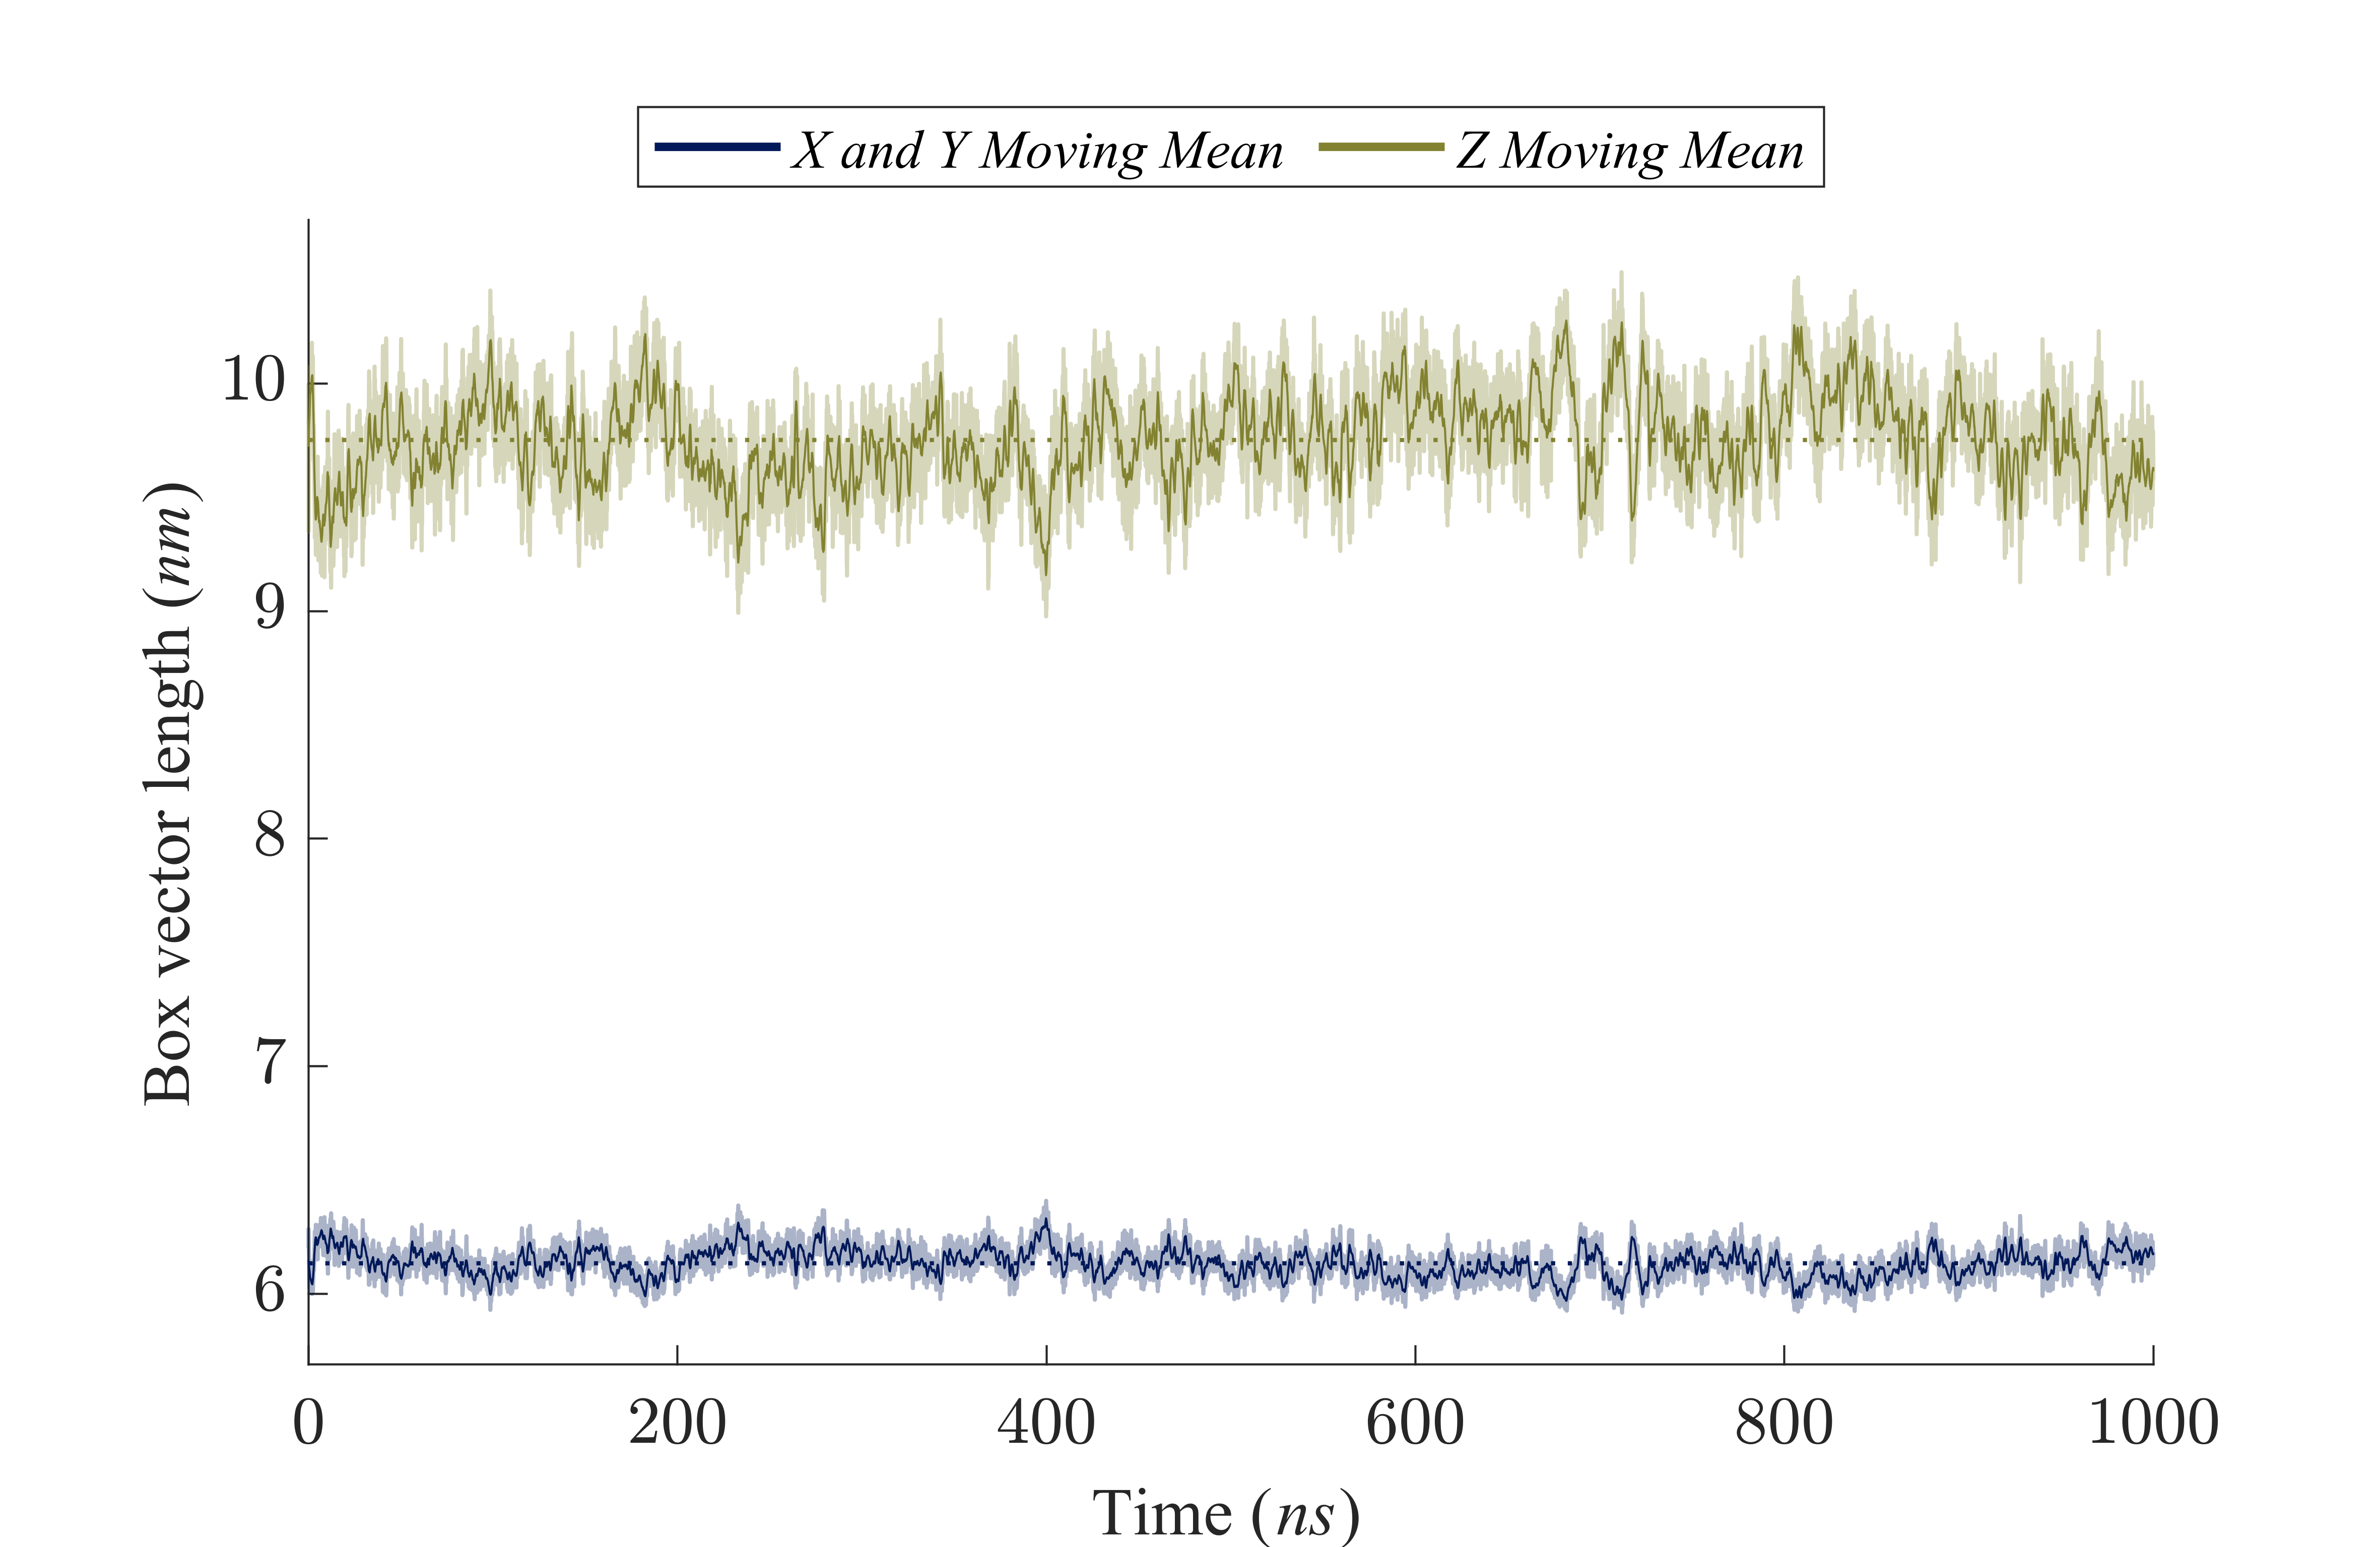 X and Y Moving Mean Z Moving Mean
Box vector length (nm)
10
9
8
7
6
0 200 400 600 800 1000
Time (ns)